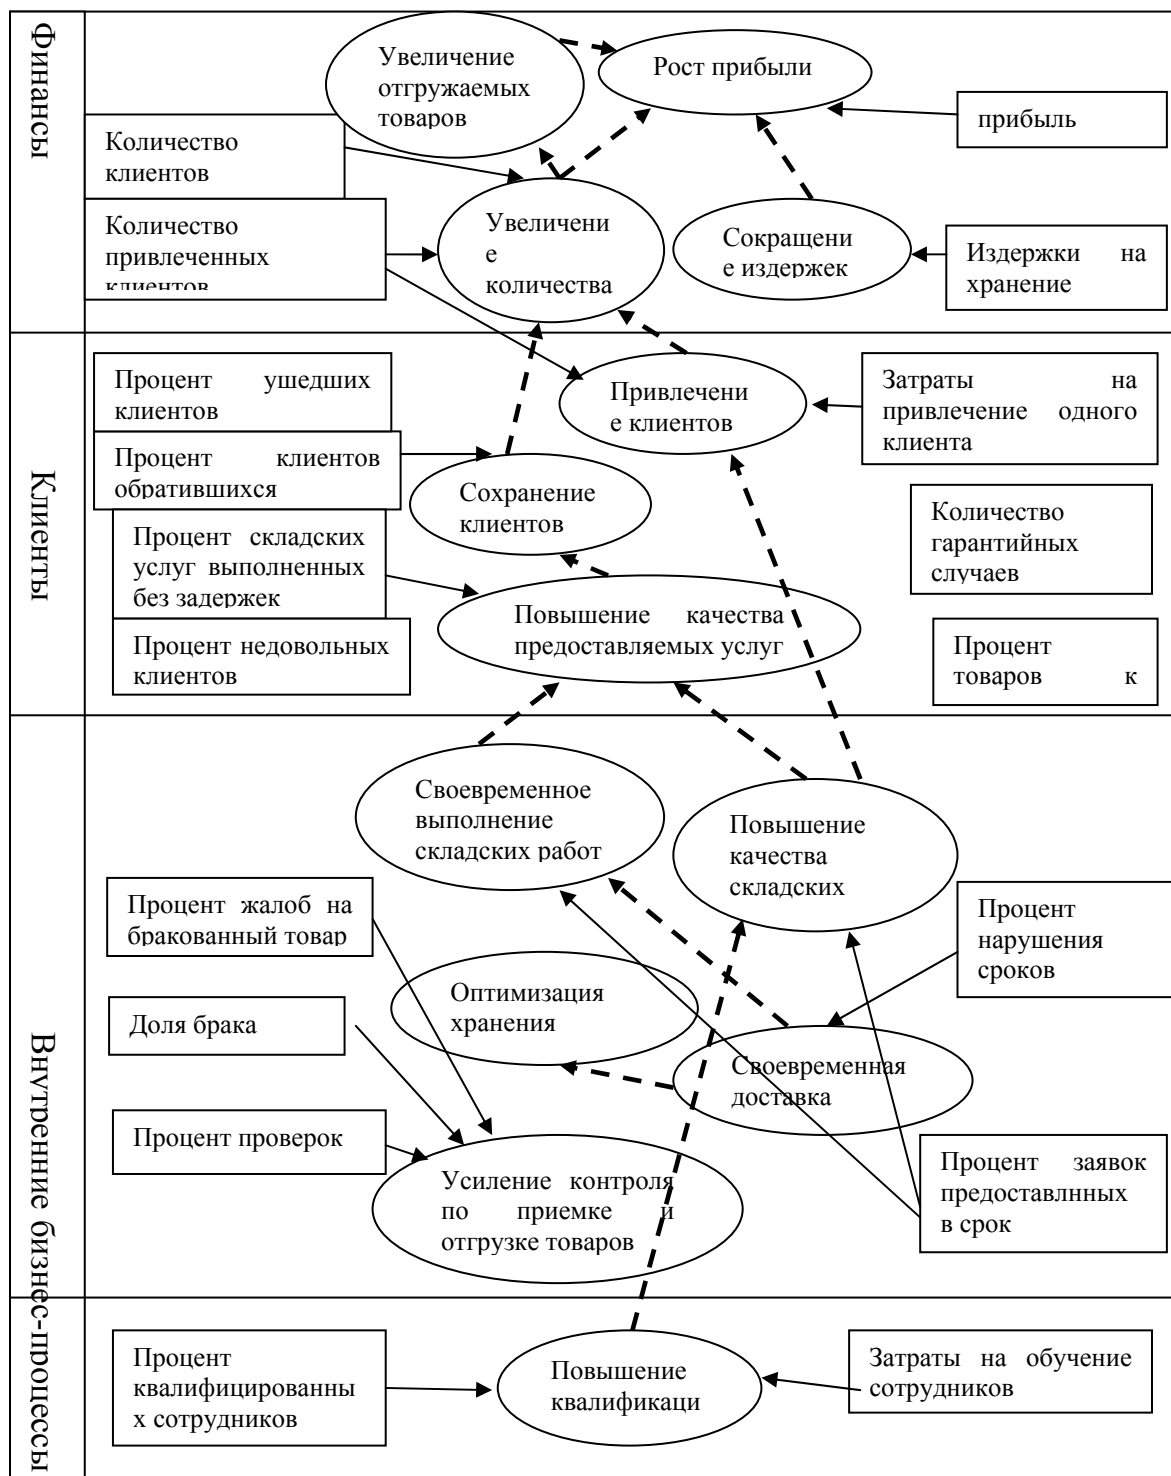 Финансы
Увеличение
отгружаемых
товаров
Рост прибыли
прибыль
Количество
клиентов
Количество
привлеченных
клиентов
Увеличени
е
количества
Сокращени
е издержек
Издержки на
хранение
Клиенты
Процент ушедших
клиентов
Привлечени
е клиентов
Затраты на
привлечение одного
клиента
Процент клиентов
обратившихся
Сохранение
клиентов
Количество
гарантийных
случаев
Процент складских
услуг выполненных
без задержек
Повышение качества
предоставляемых услуг
Процент недовольных
клиентов
Процент
товаров к
Внутренние бизнес-процессы
Своевременное
выполнение
складских работ
Повышение
качества
складских
Процент жалоб на
бракованный товар
Процент
нарушения
сроков
Оптимизация
хранения
Доля брака
Своевременная
доставка
Процент проверок
Усиление контроля
по приемке и
отгрузке товаров
Процент заявок
предоставлнных
в срок
Процент
квалифицированны
х сотрудников
Повышение
квалификаци
Затраты на обучение
сотрудников